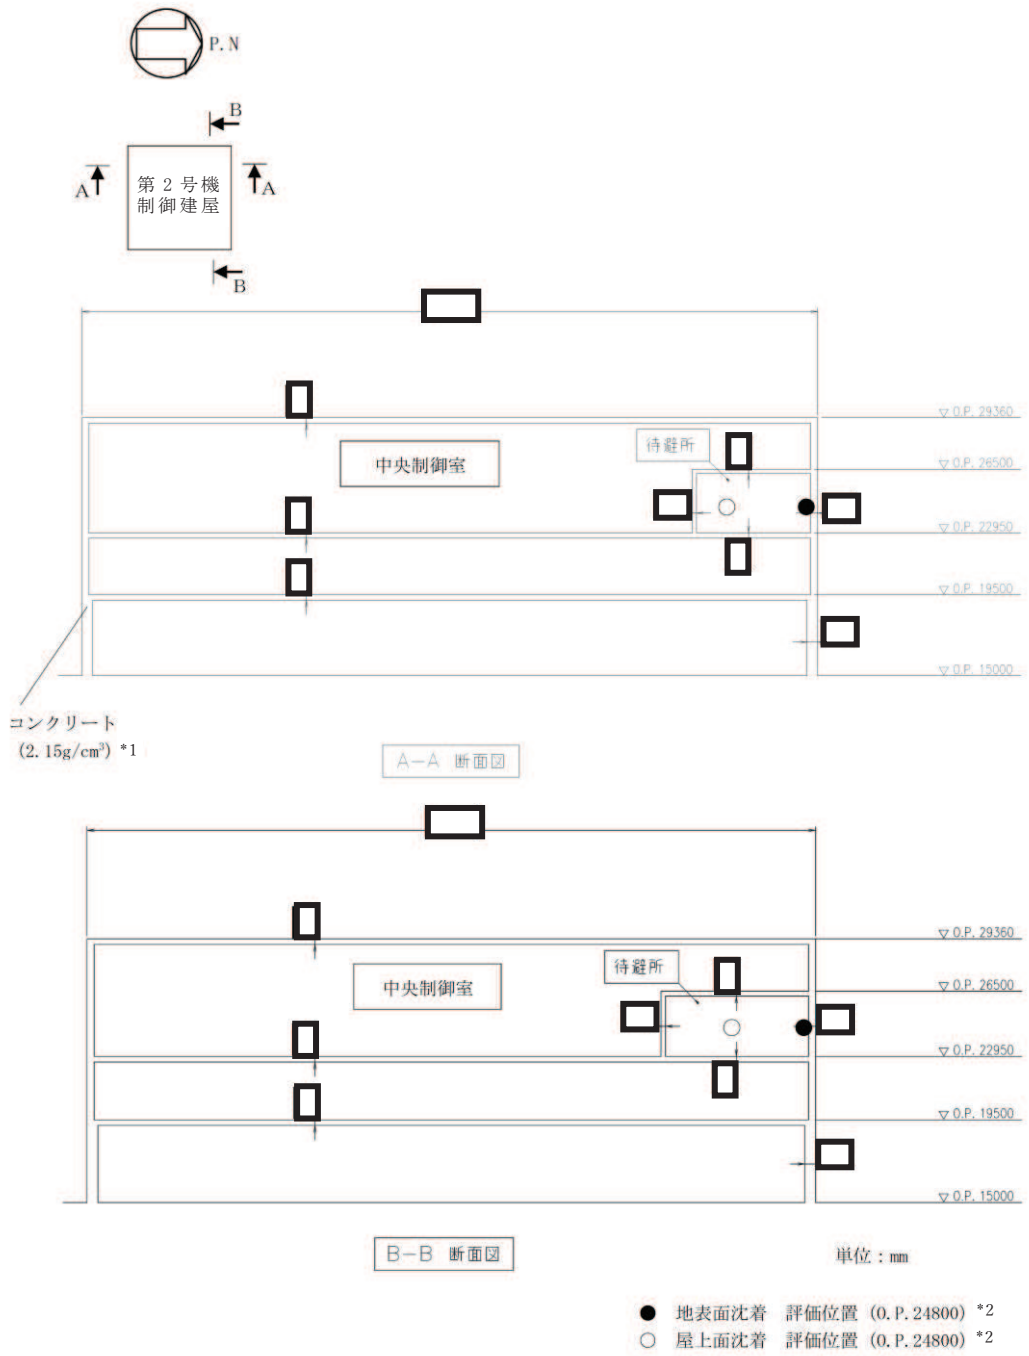 P.N
B
A
A
第2号機
制御建屋
B
▽ O.P. 29360
待避所
中央制御室
▽ O.P. 26500
▽ O.P. 22950
▽ O.P. 19500
▽ O.P. 15000
コンクリート
(2.15g/cm³) *1
A-A 断面図
▽ O.P. 29360
待避所
中央制御室
▽ O.P. 26500
▽ O.P. 22950
▽ O.P. 19500
▽ O.P. 15000
B-B 断面図
単位:mm
● 地表面沈着 評価位置 (O.P.24800) *2
○ 屋上面沈着 評価位置 (O.P.24800) *2